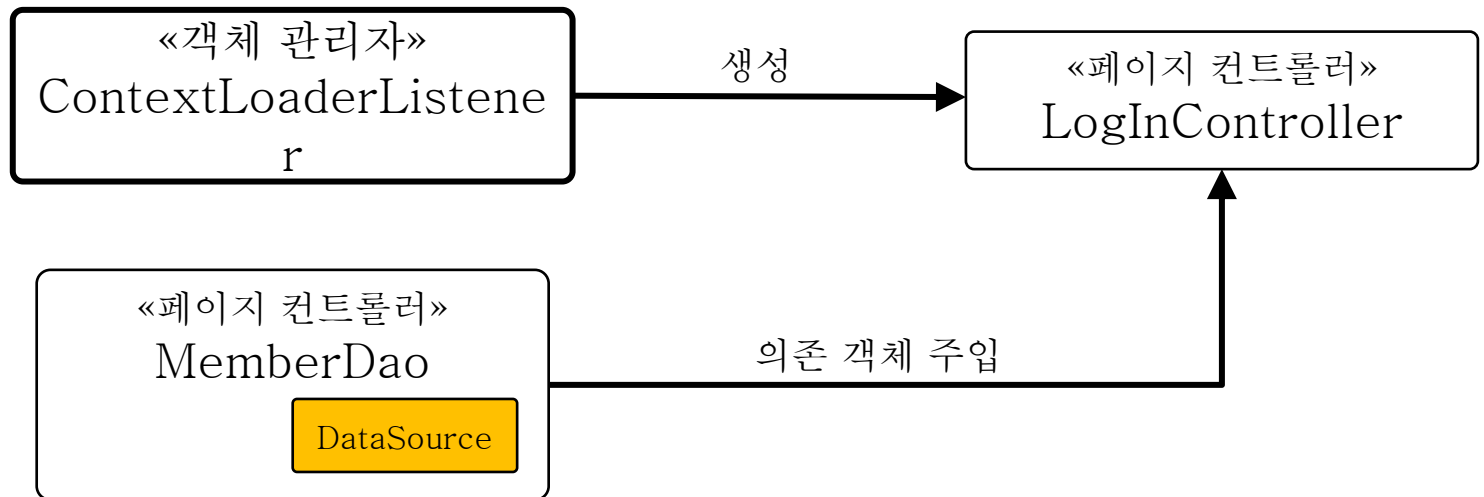 «객체 관리자»
ContextLoaderListene
r
생성
«페이지 컨트롤러»
LogInController
«페이지 컨트롤러»
MemberDao
DataSource
의존 객체 주입